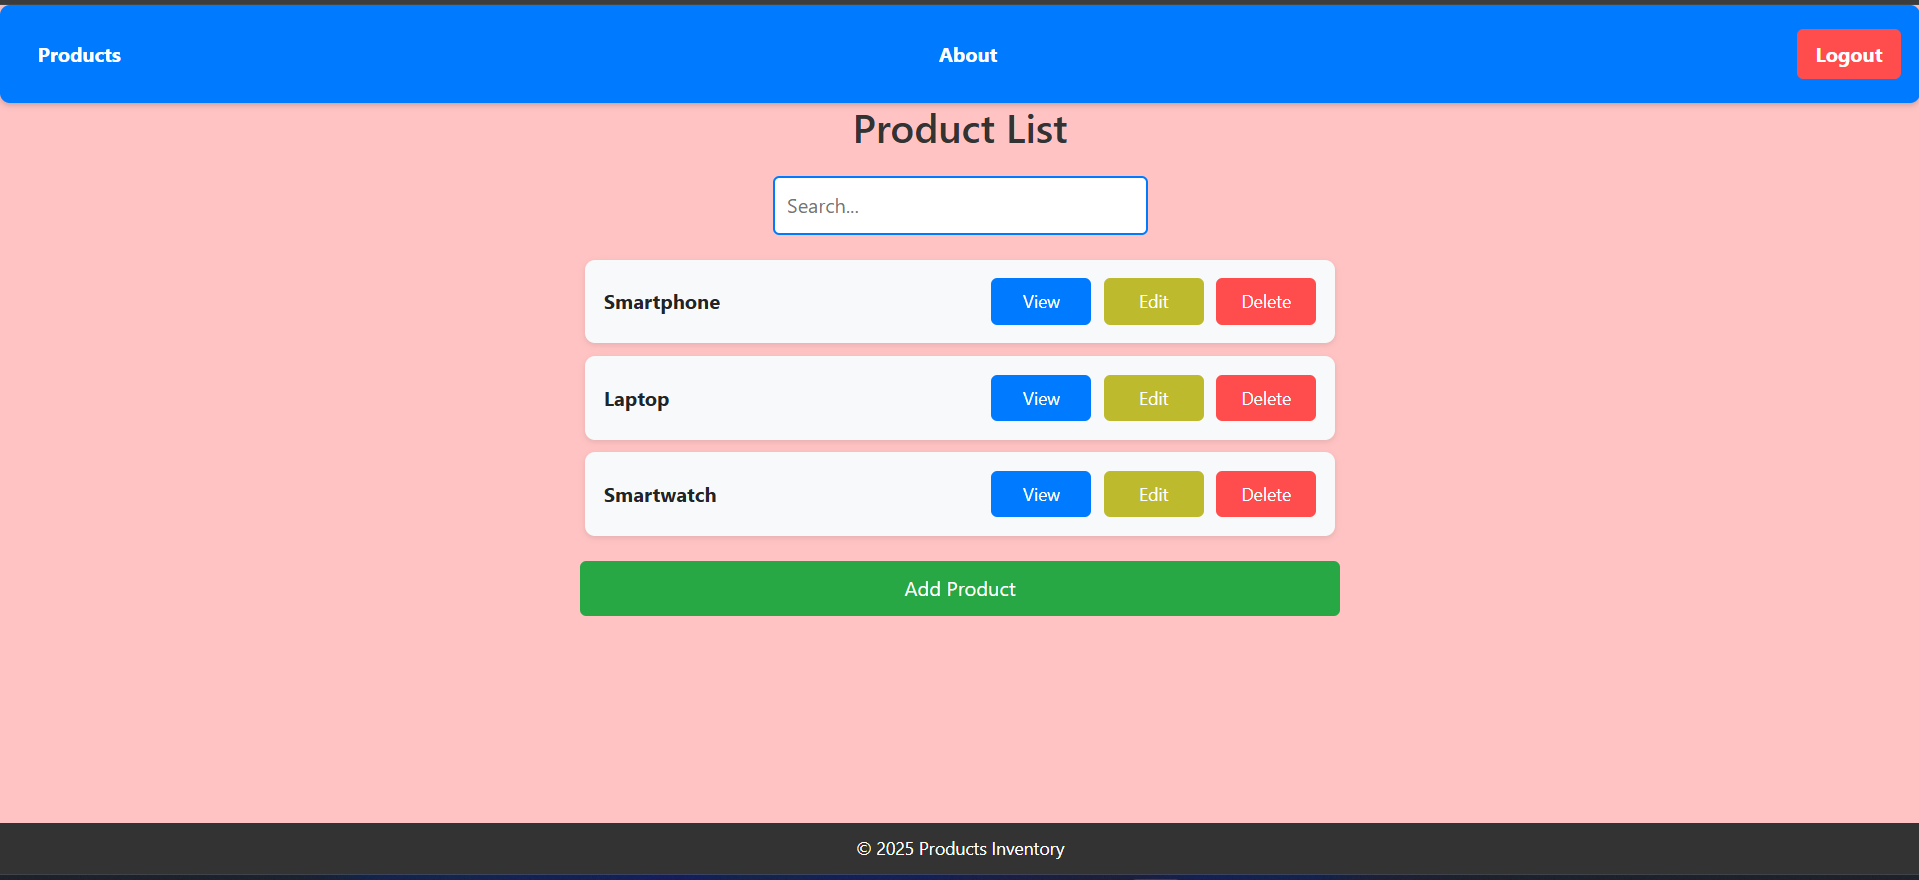 Products About Logout
Product List
Search...
Smartphone View Edit Delete
Laptop View Edit Delete
Smartwatch View Edit Delete
Add Product
© 2025 Products Inventory